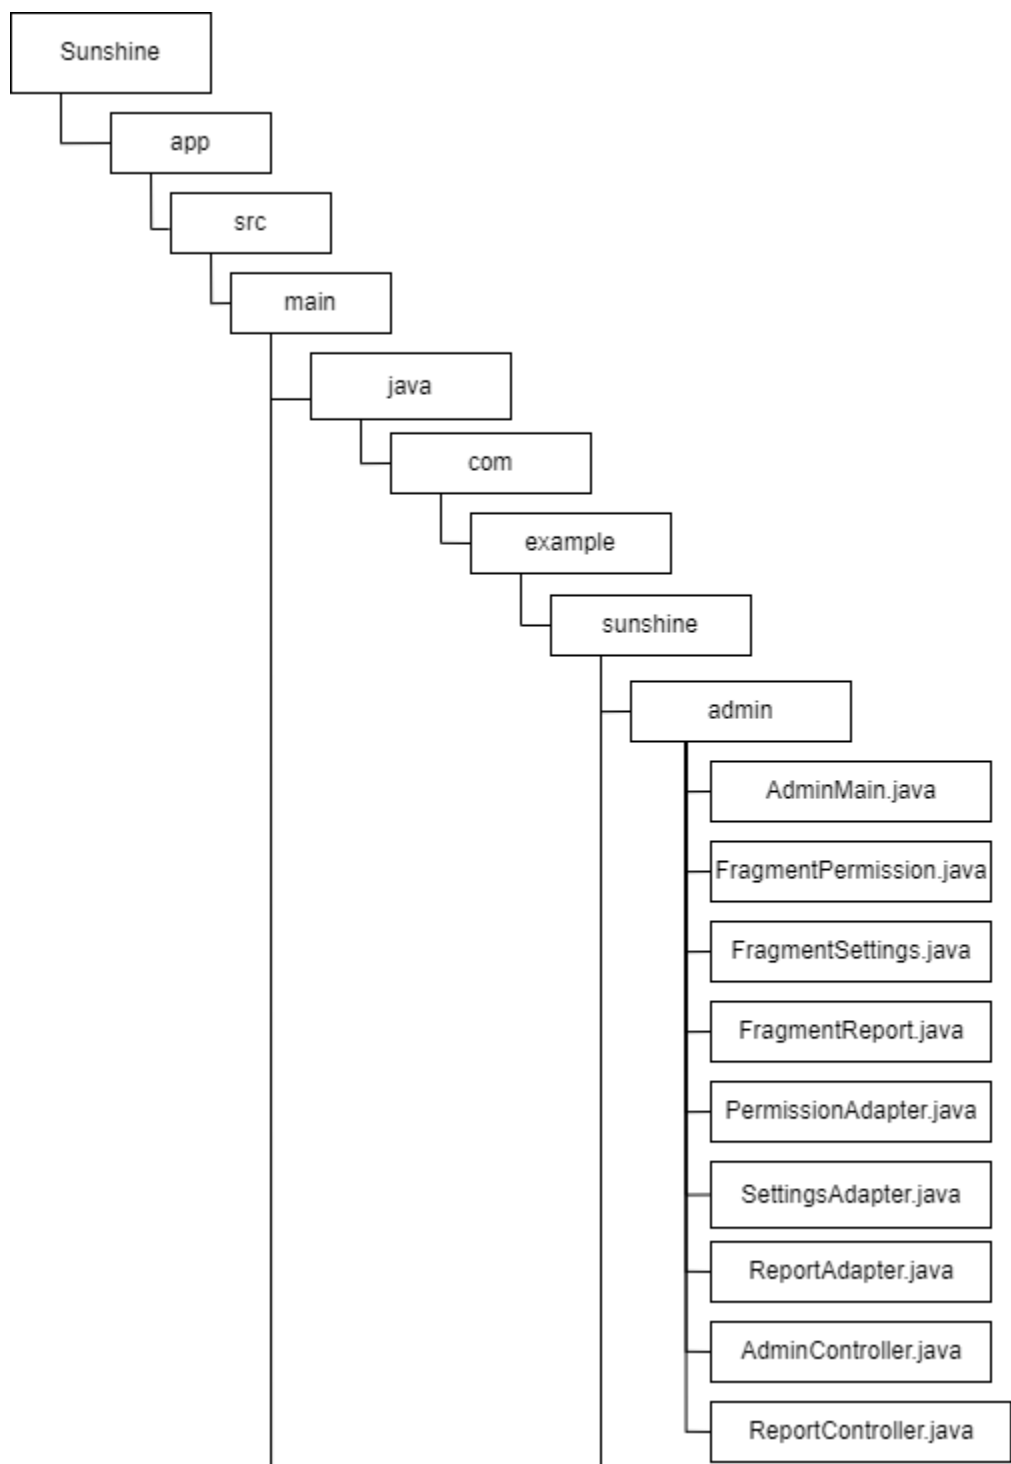 Sunshine
app
src
main
java
com
example
sunshine
admin
AdminMain.java
FragmentPermission.java
FragmentSettings.java
FragmentReport.java
PermissionAdapter.java
SettingsAdapter.java
ReportAdapter.java
AdminController.java
ReportController.java